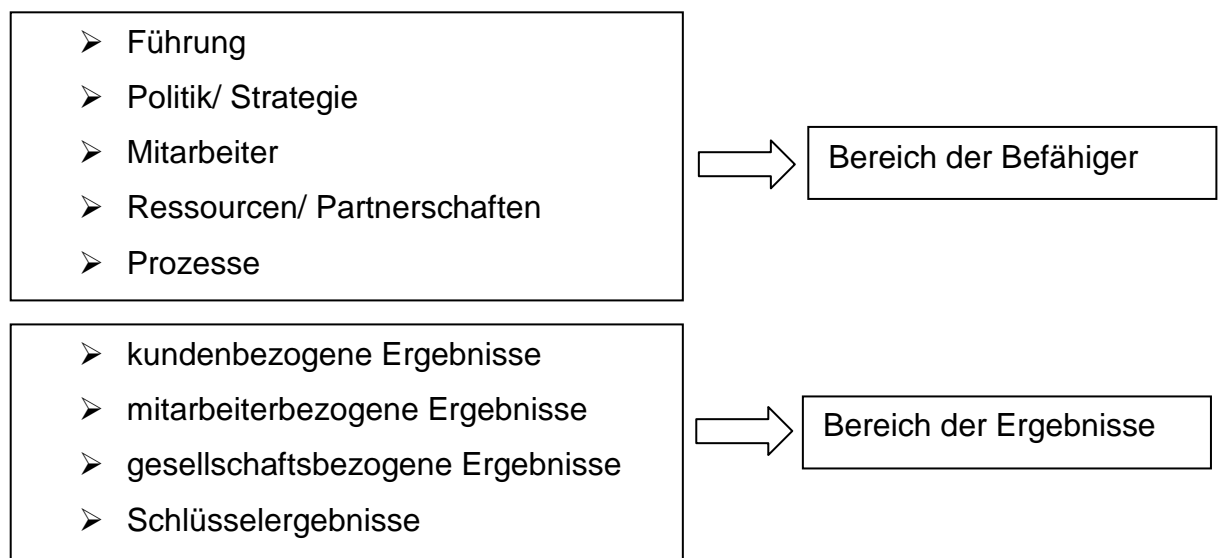 ➢ Führung
➢ Politik/ Strategie
➢ Mitarbeiter
➢ Ressourcen/ Partnerschaften
➢ Prozesse
Bereich der Befähiger
➢ kundenbezogene Ergebnisse
➢ mitarbeiterbezogene Ergebnisse
➢ gesellschaftsbezogene Ergebnisse
➢ Schlüsselergebnisse
Bereich der Ergebnisse